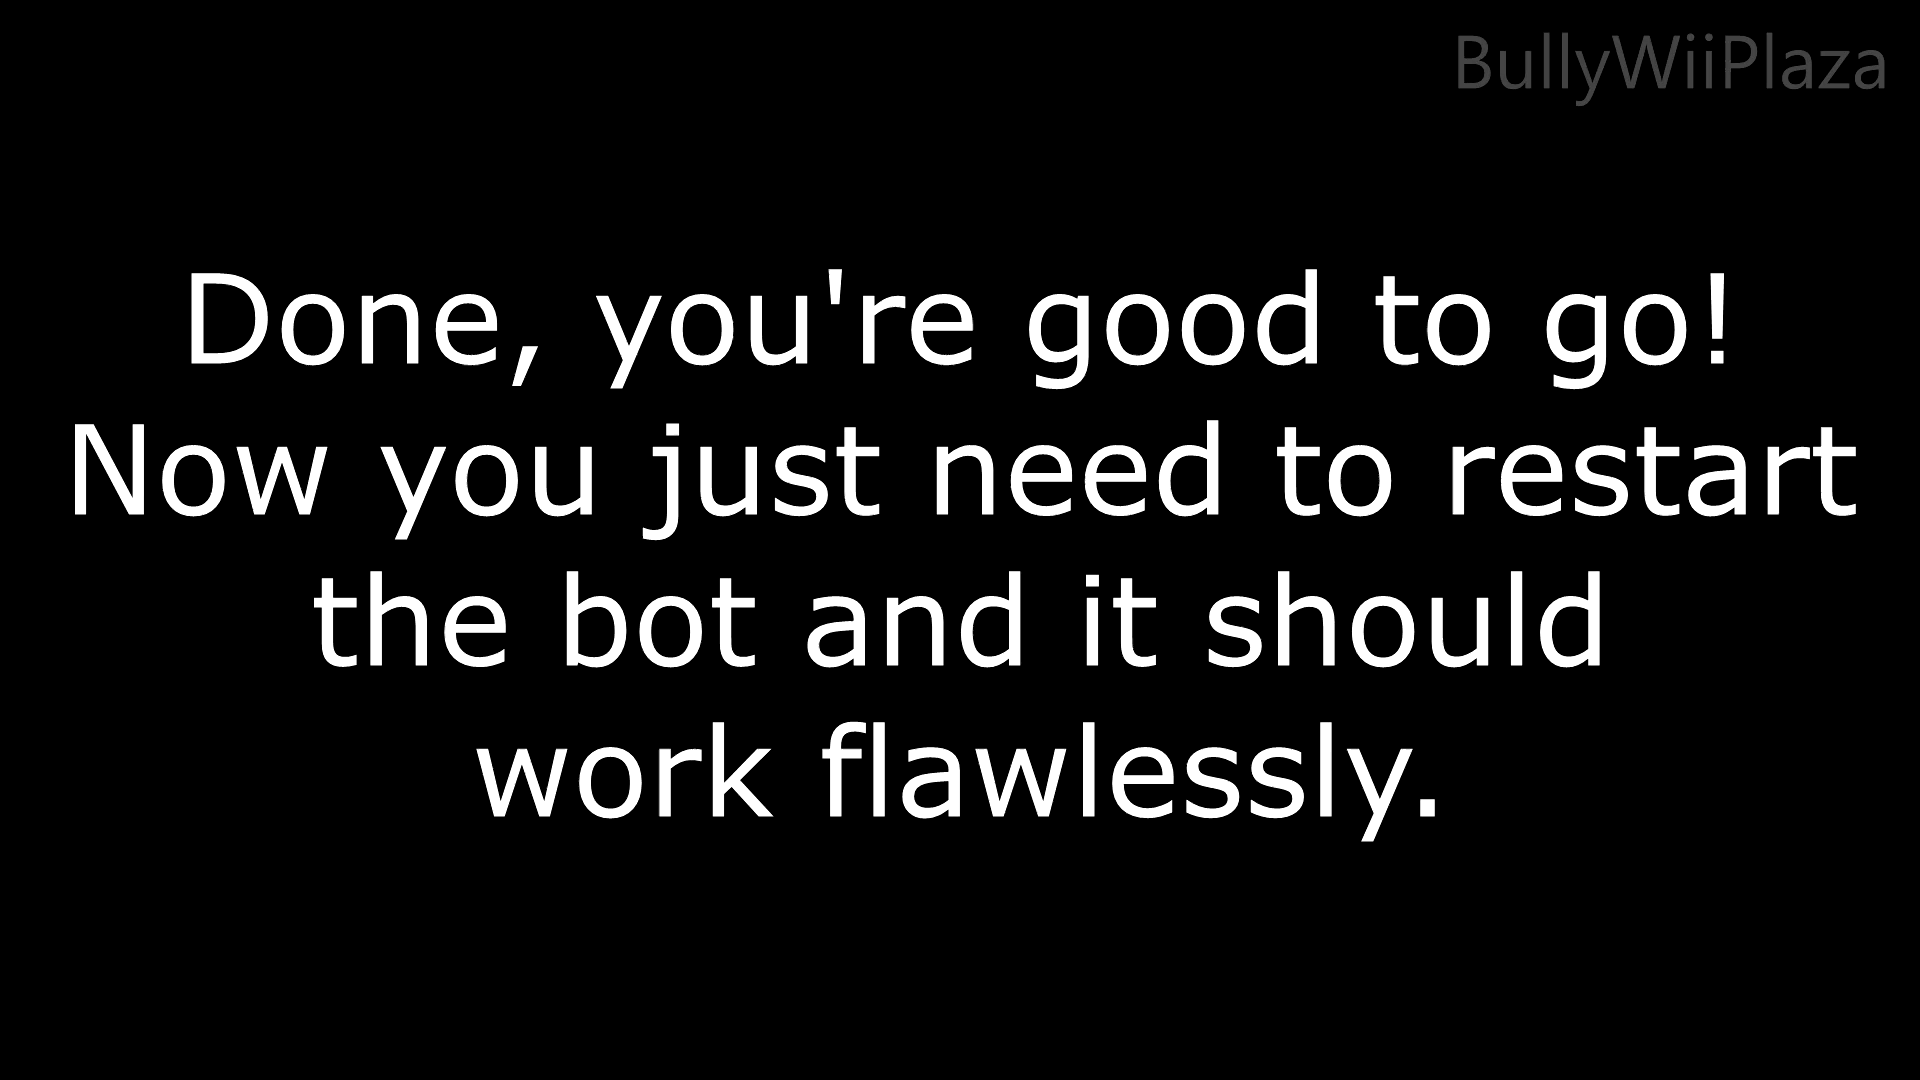 BullyWiiPlaza
Done, you're good to go!
Now you just need to restart
the bot and it should
work flawlessly.